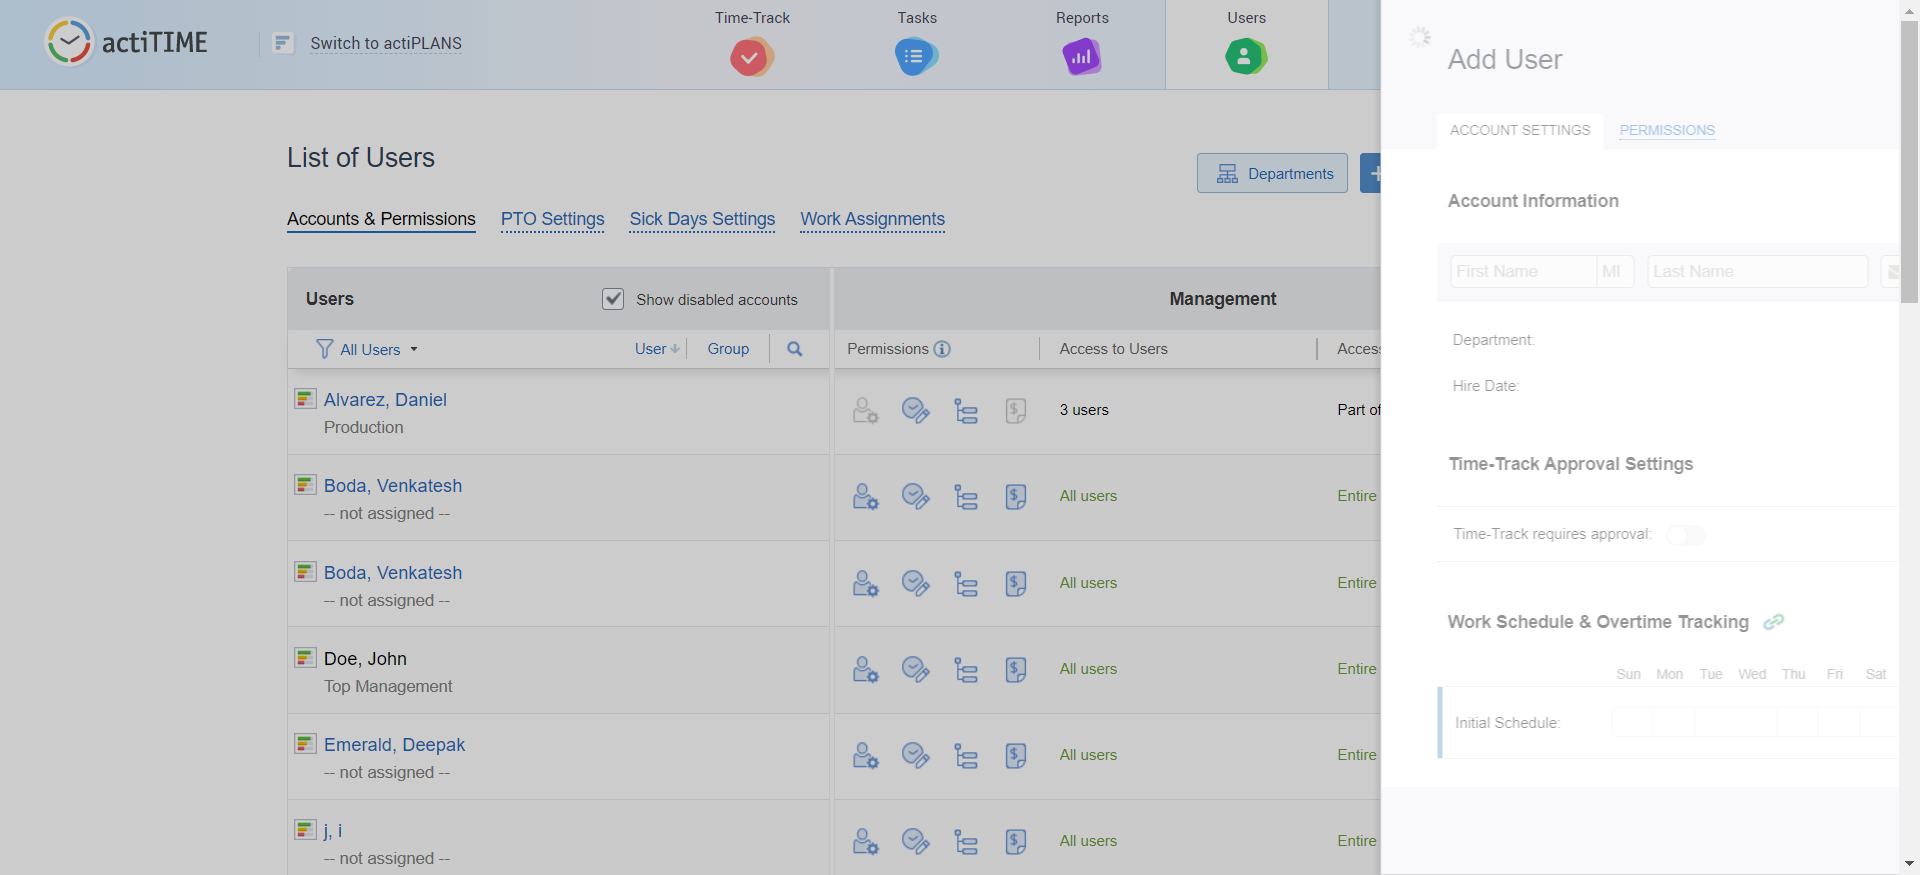 actiTIME
Switch to actiPLANS
Time-Track
Tasks
Reports
Users
List of Users
Departments
+
Accounts & Permissions
PTO Settings
Sick Days Settings
Work Assignments
Users
Show disabled accounts
Management
All Users
User
Group
Permissions
Access to Users
Acces
Alvarez, Daniel
Production
3 users
Part of
Boda, Venkatesh
-- not assigned --
All users
Entire
Boda, Venkatesh
-- not assigned --
All users
Entire
Doe, John
Top Management
All users
Entire
Emerald, Deepak
-- not assigned --
All users
Entire
j, i
-- not assigned --
All users
Entire
Add User
ACCOUNT SETTINGS
PERMISSIONS
Account Information
First Name
MI
Last Name
Department:
Hire Date:
Time-Track Approval Settings
Time-Track requires approval:
Work Schedule & Overtime Tracking
Sun Mon Tue Wed Thu Fri Sat
Initial Schedule: